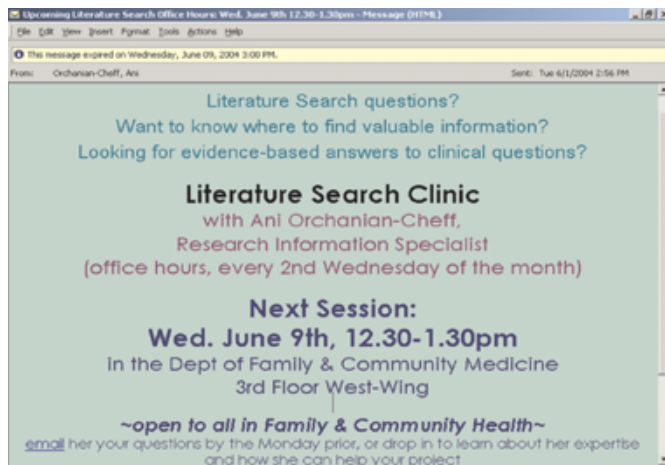 Upcoming Literature Search Office Hours: Wed. June 9th 12.30-1.30pm - Message (HTML)
File Edit View Insert Format Tools Actions Help
This message expired on Wednesday, June 09, 2004 3:00 PM.
From: Orchanian-Cheff, Ani Sent: Tue 6/1/2004 2:56 PM
Literature Search questions?
Want to know where to find valuable information?
Looking for evidence-based answers to clinical questions?
Literature Search Clinic
with Ani Orchanian-Cheff,
Research Information Specialist
(office hours, every 2nd Wednesday of the month)
Next Session:
Wed. June 9th, 12.30-1.30pm
in the Dept of Family & Community Medicine
3rd Floor West-Wing
~open to all in Family & Community Health~
email her your questions by the Monday prior, or drop in to learn about her expertise
and how she can help your project